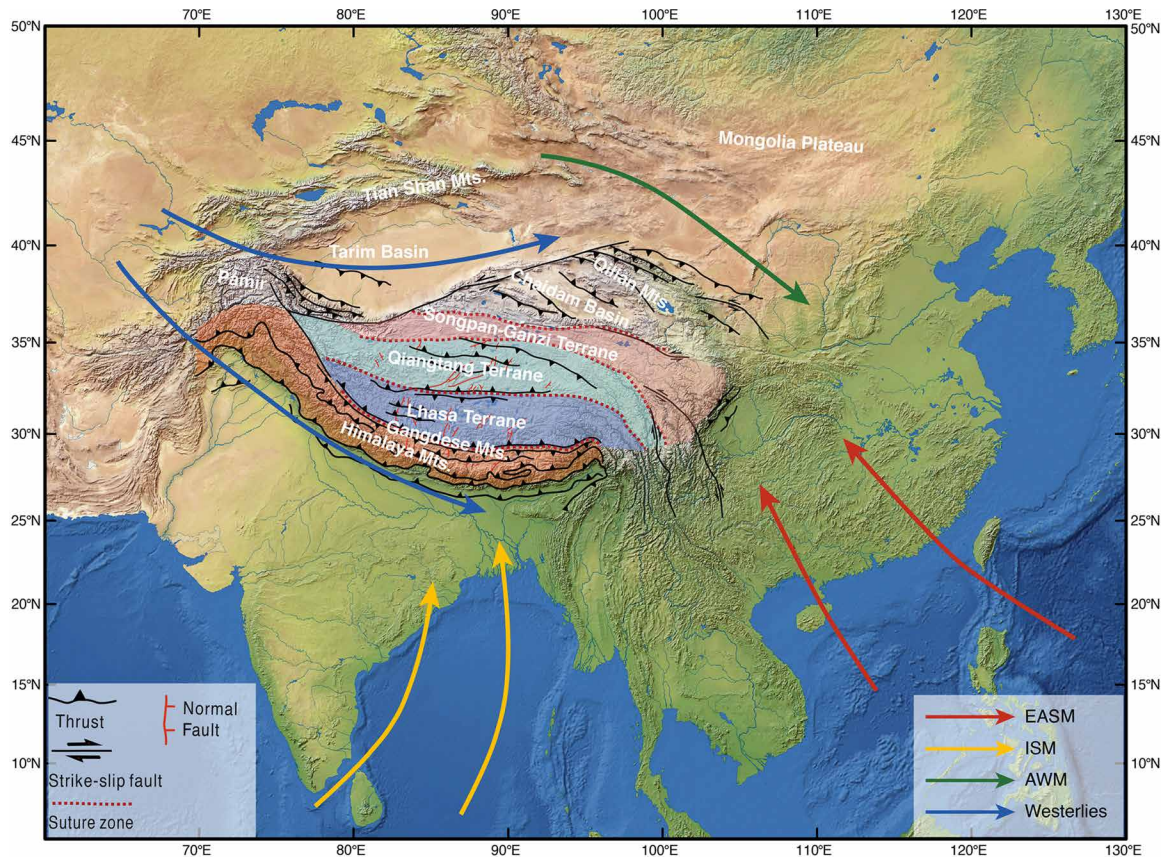 70°E 80°E 90°E 100°E 110°E 120°E 130°E
50°N 50°N
45°N 45°N
Mongolia Plateau
Tian Shan Mts.
40°N 40°N
Tarim Basin
Pamir
Qilian Mts.
Chaidam Basin
35°N 35°N
Songpan-Ganzi Terrane
Qiangtang Terrane
Lhasa Terrane
30°N 30°N
Gangdese Mts.
Himalaya Mts.
25°N 25°N
20°N 20°N
15°N 15°N
10°N 10°N
Thrust
Normal
Fault
Strike-slip fault
Suture zone
EASM
ISM
AWM
Westerlies
70°E 80°E 90°E 100°E 110°E 120°E 130°E